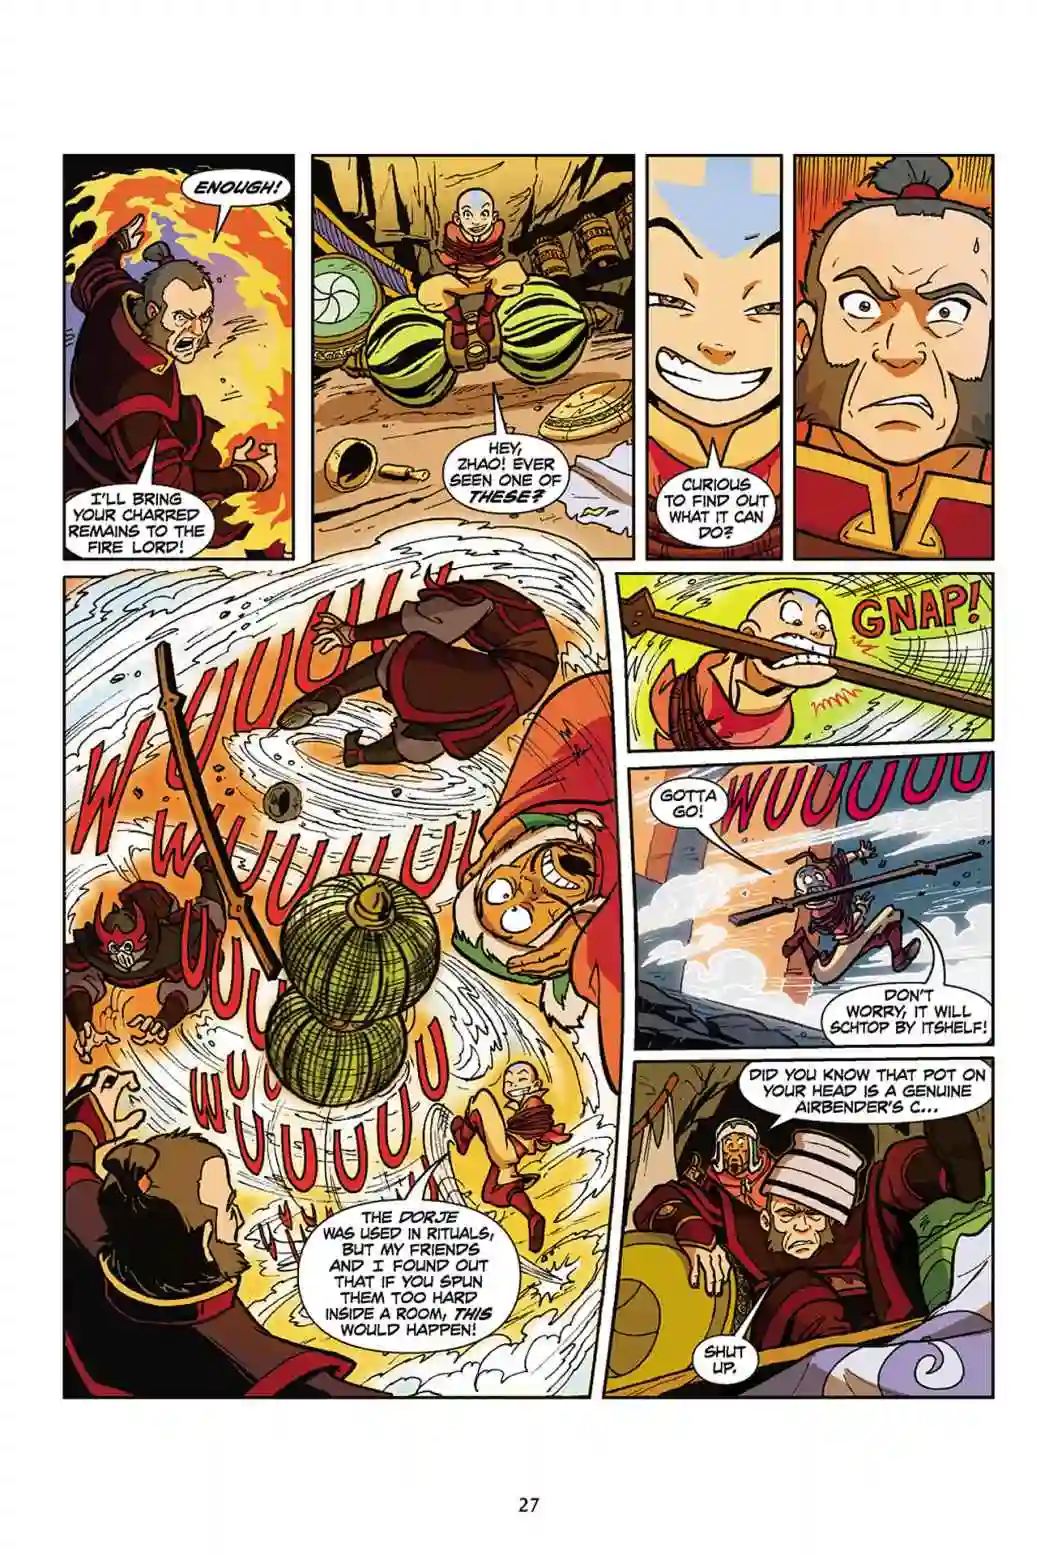 ENOUGH!
I'LL BRING
YOUR CHARRED
REMAINS TO THE
FIRE LORD!
HEY,
ZHAO! EVER
SEEN ONE OF
THESE?
CURIOUS
TO FIND OUT
WHAT IT CAN
DO?
WUUUUU
WUUUUUU
UUUU
WUUUUU
WUUUUUU
THE DORJE
WAS USED IN RITUALS,
BUT MY FRIENDS
AND I FOUND OUT
THAT IF YOU SPUN
THEM TOO HARD
INSIDE A ROOM, THIS
WOULD HAPPEN!
GNAP!
GOTTA
GO!
WUUUUUU
DON'T
WORRY, IT WILL
SCHTOP BY ITSHELF!
DID YOU KNOW THAT POT ON
YOUR HEAD IS A GENUINE
AIRBENDER'S C...
SHUT
UP.
27